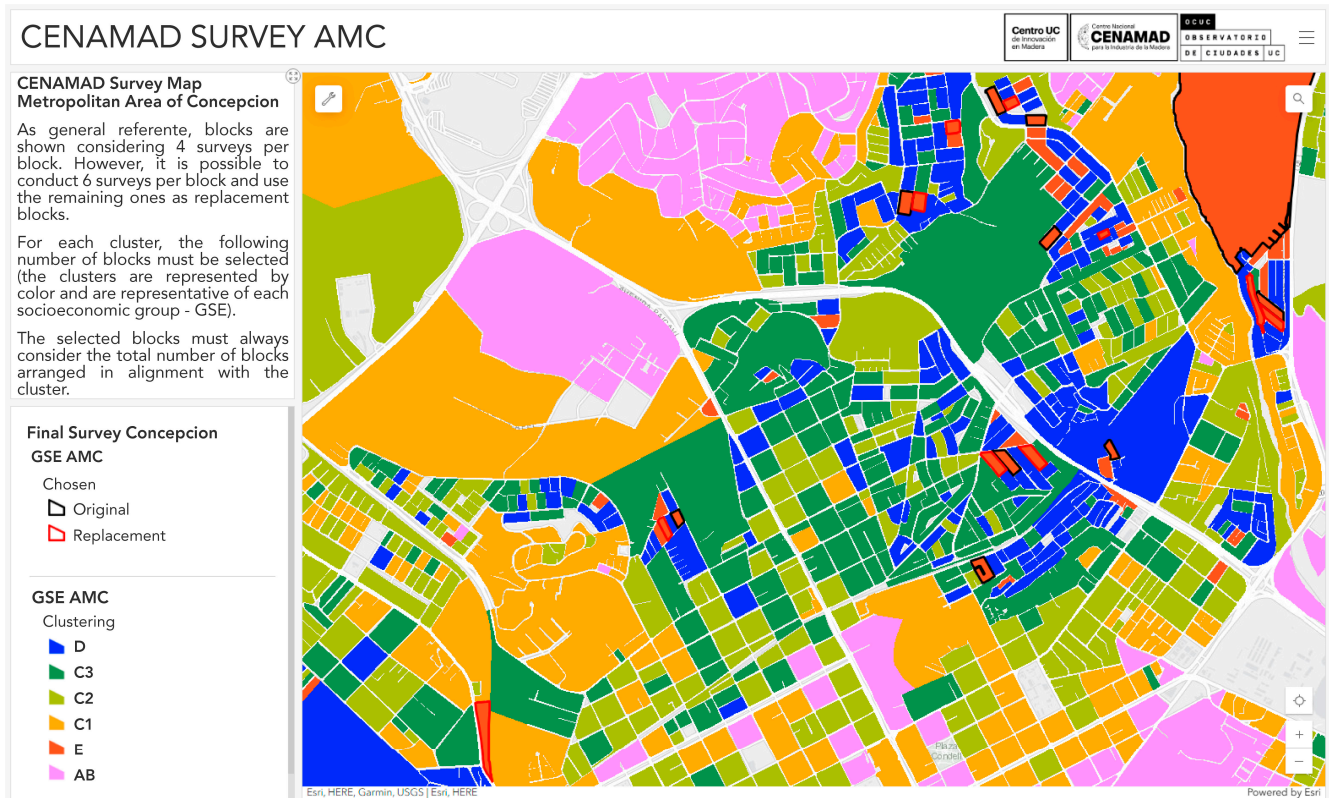 CENAMAD SURVEY AMC
Centro UC
de Innovación
en Madera
Centro Nacional
CENAMAD
para la Industria de la Madera
OCUC
OBSERVATORIO
DE CIUDADES UC
CENAMAD Survey Map
Metropolitan Area of Concepcion
As general referente, blocks are
shown considering 4 surveys per
block. However, it is possible to
conduct 6 surveys per block and use
the remaining ones as replacement
blocks.
For each cluster, the following
number of blocks must be selected
(the clusters are represented by
color and are representative of each
socioeconomic group - GSE).
The selected blocks must always
consider the total number of blocks
arranged in alignment with the
cluster.
Final Survey Concepcion
GSE AMC
Chosen
Original
Replacement
GSE AMC
Clustering
D
C3
C2
C1
E
AB
Plaza
Condell
+
−
Esri, HERE, Garmin, USGS | Esri, HERE
Powered by Esri